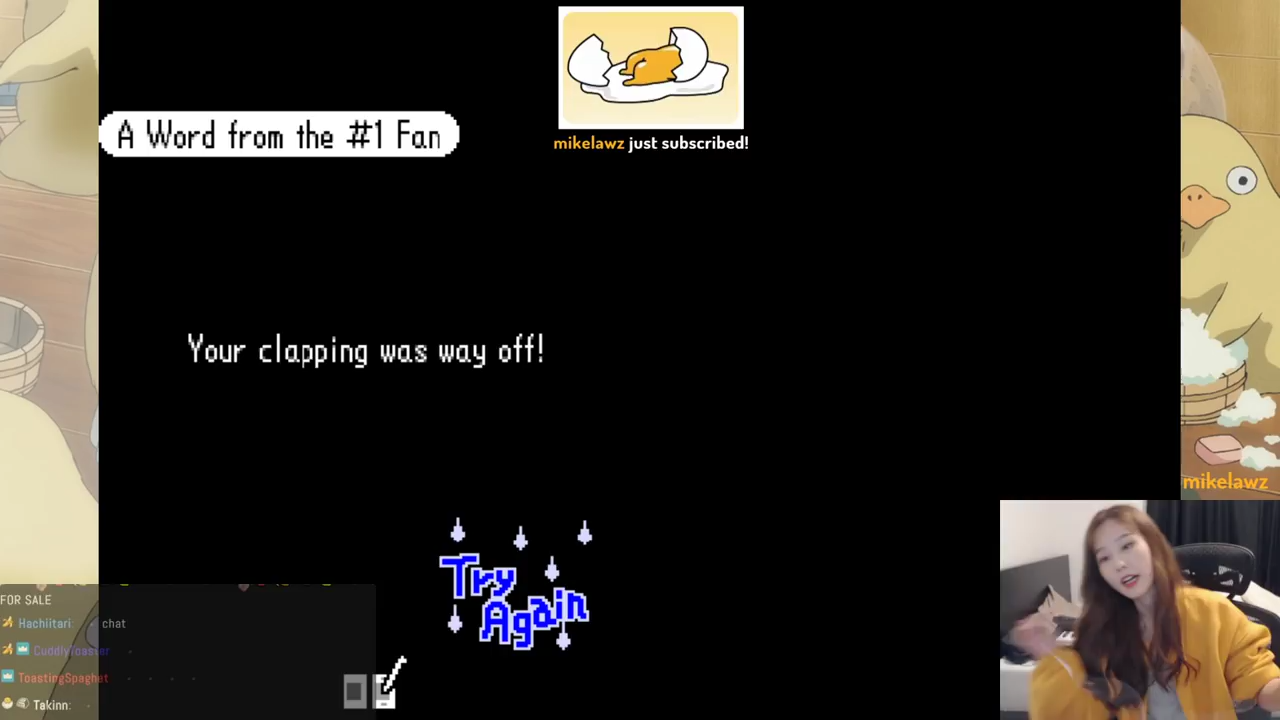 mikelawz just subscribed!
A Word from the #1 Fan
Your clapping was way off!
Try
Again
mikelawz
FOR SALE
Hachiitari: chat
CuddlyToaster
ToastingSpaghet
Takinn: